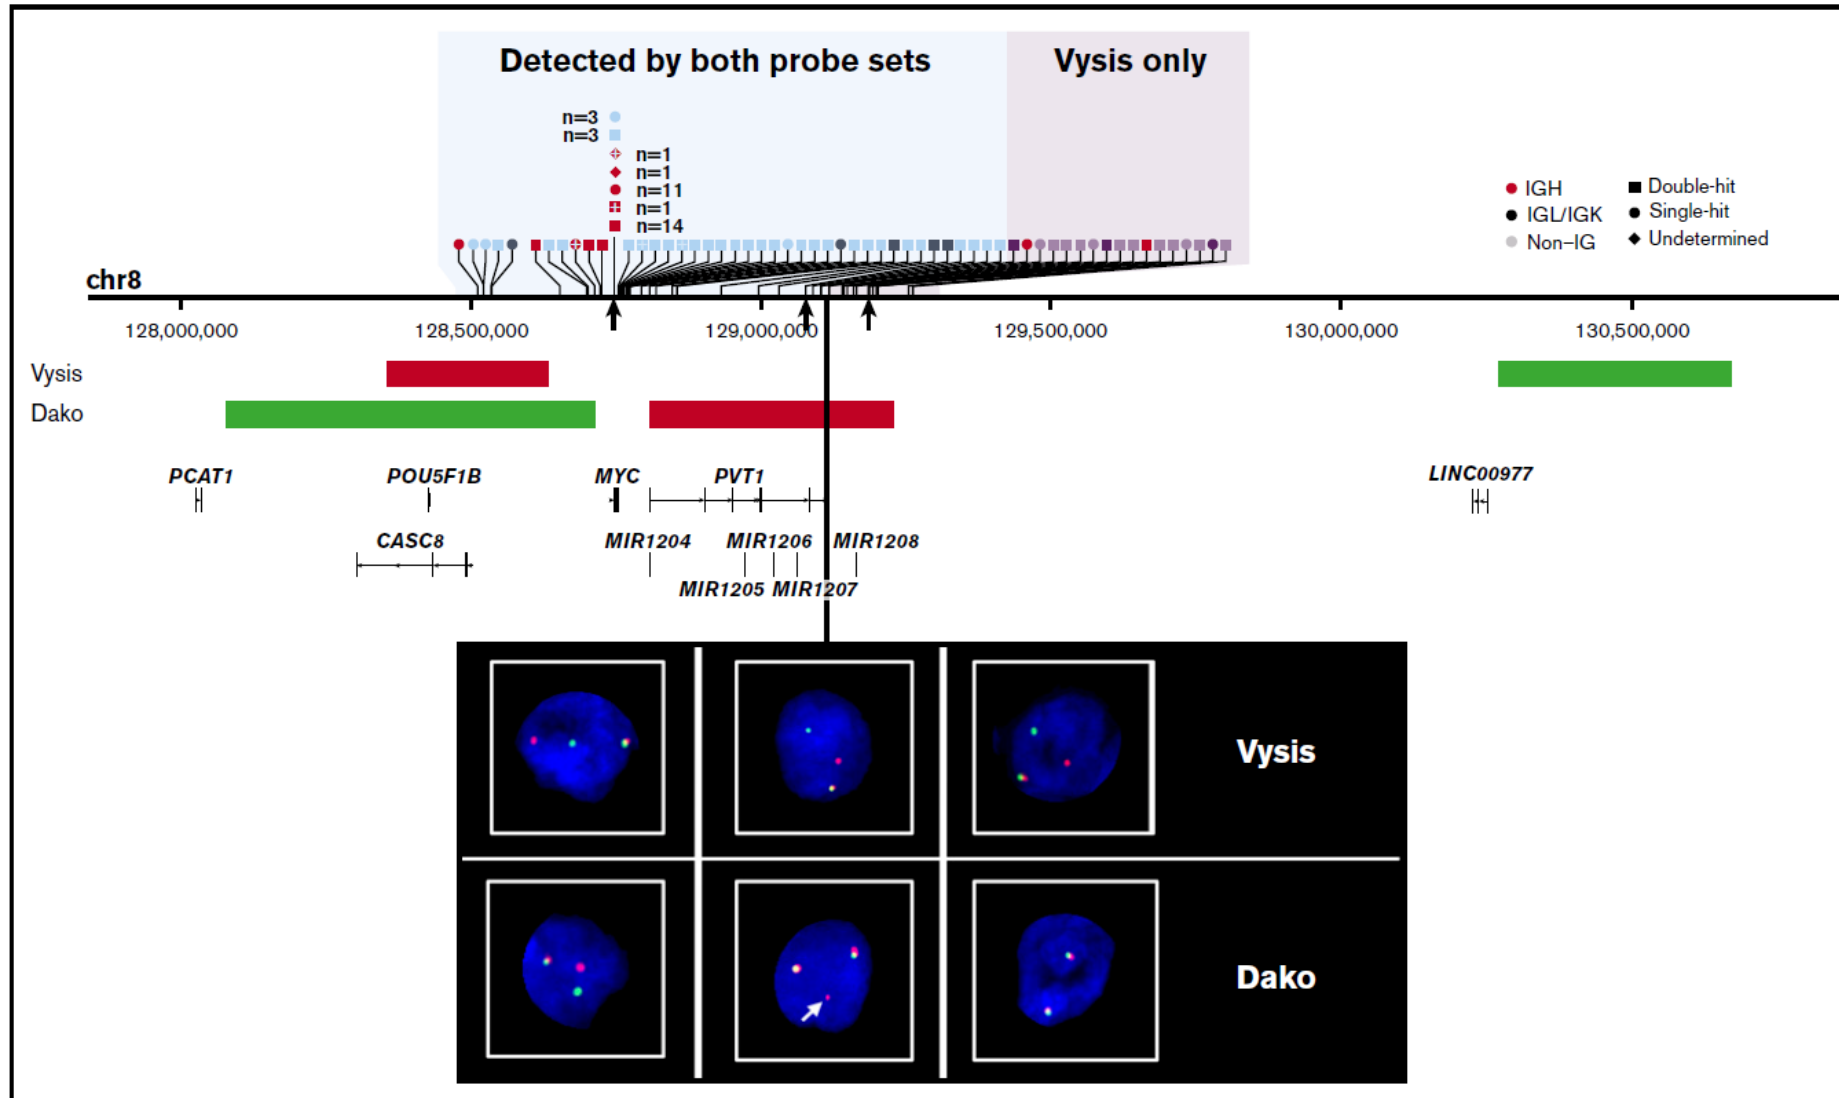 Detected by both probe sets
Vysis only
n=3
n=3
n=1
n=1
n=11
n=1
n=14
IGH
Double-hit
IGL/IGK
Single-hit
Non–IG
Undetermined
chr8
128,000,000 128,500,000 129,000,000 129,500,000 130,000,000 130,500,000
Vysis
Dako
PCAT1 POU5F1B MYC PVT1 LINC00977
CASC8 MIR1204 MIR1206 MIR1208
MIR1205 MIR1207
Vysis
Dako